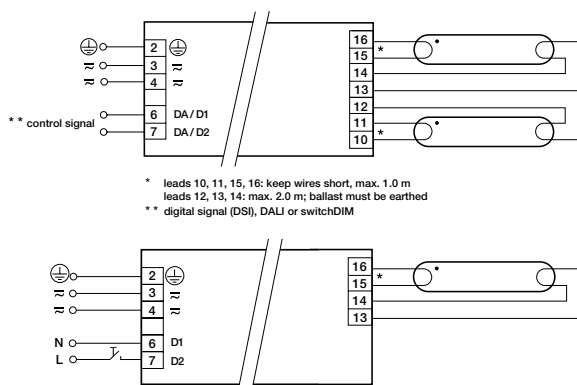 2
3
4
6 DA / D1
7 DA / D2
* * control signal
16
15 *
14
13
12
11
10 *
* leads 10, 11, 15, 16: keep wires short, max. 1.0 m
leads 12, 13, 14: max. 2.0 m; ballast must be earthed
* * digital signal (DSI), DALI or switchDIM
2
3
4
N 6 D1
L 7 D2
16
15 *
14
13